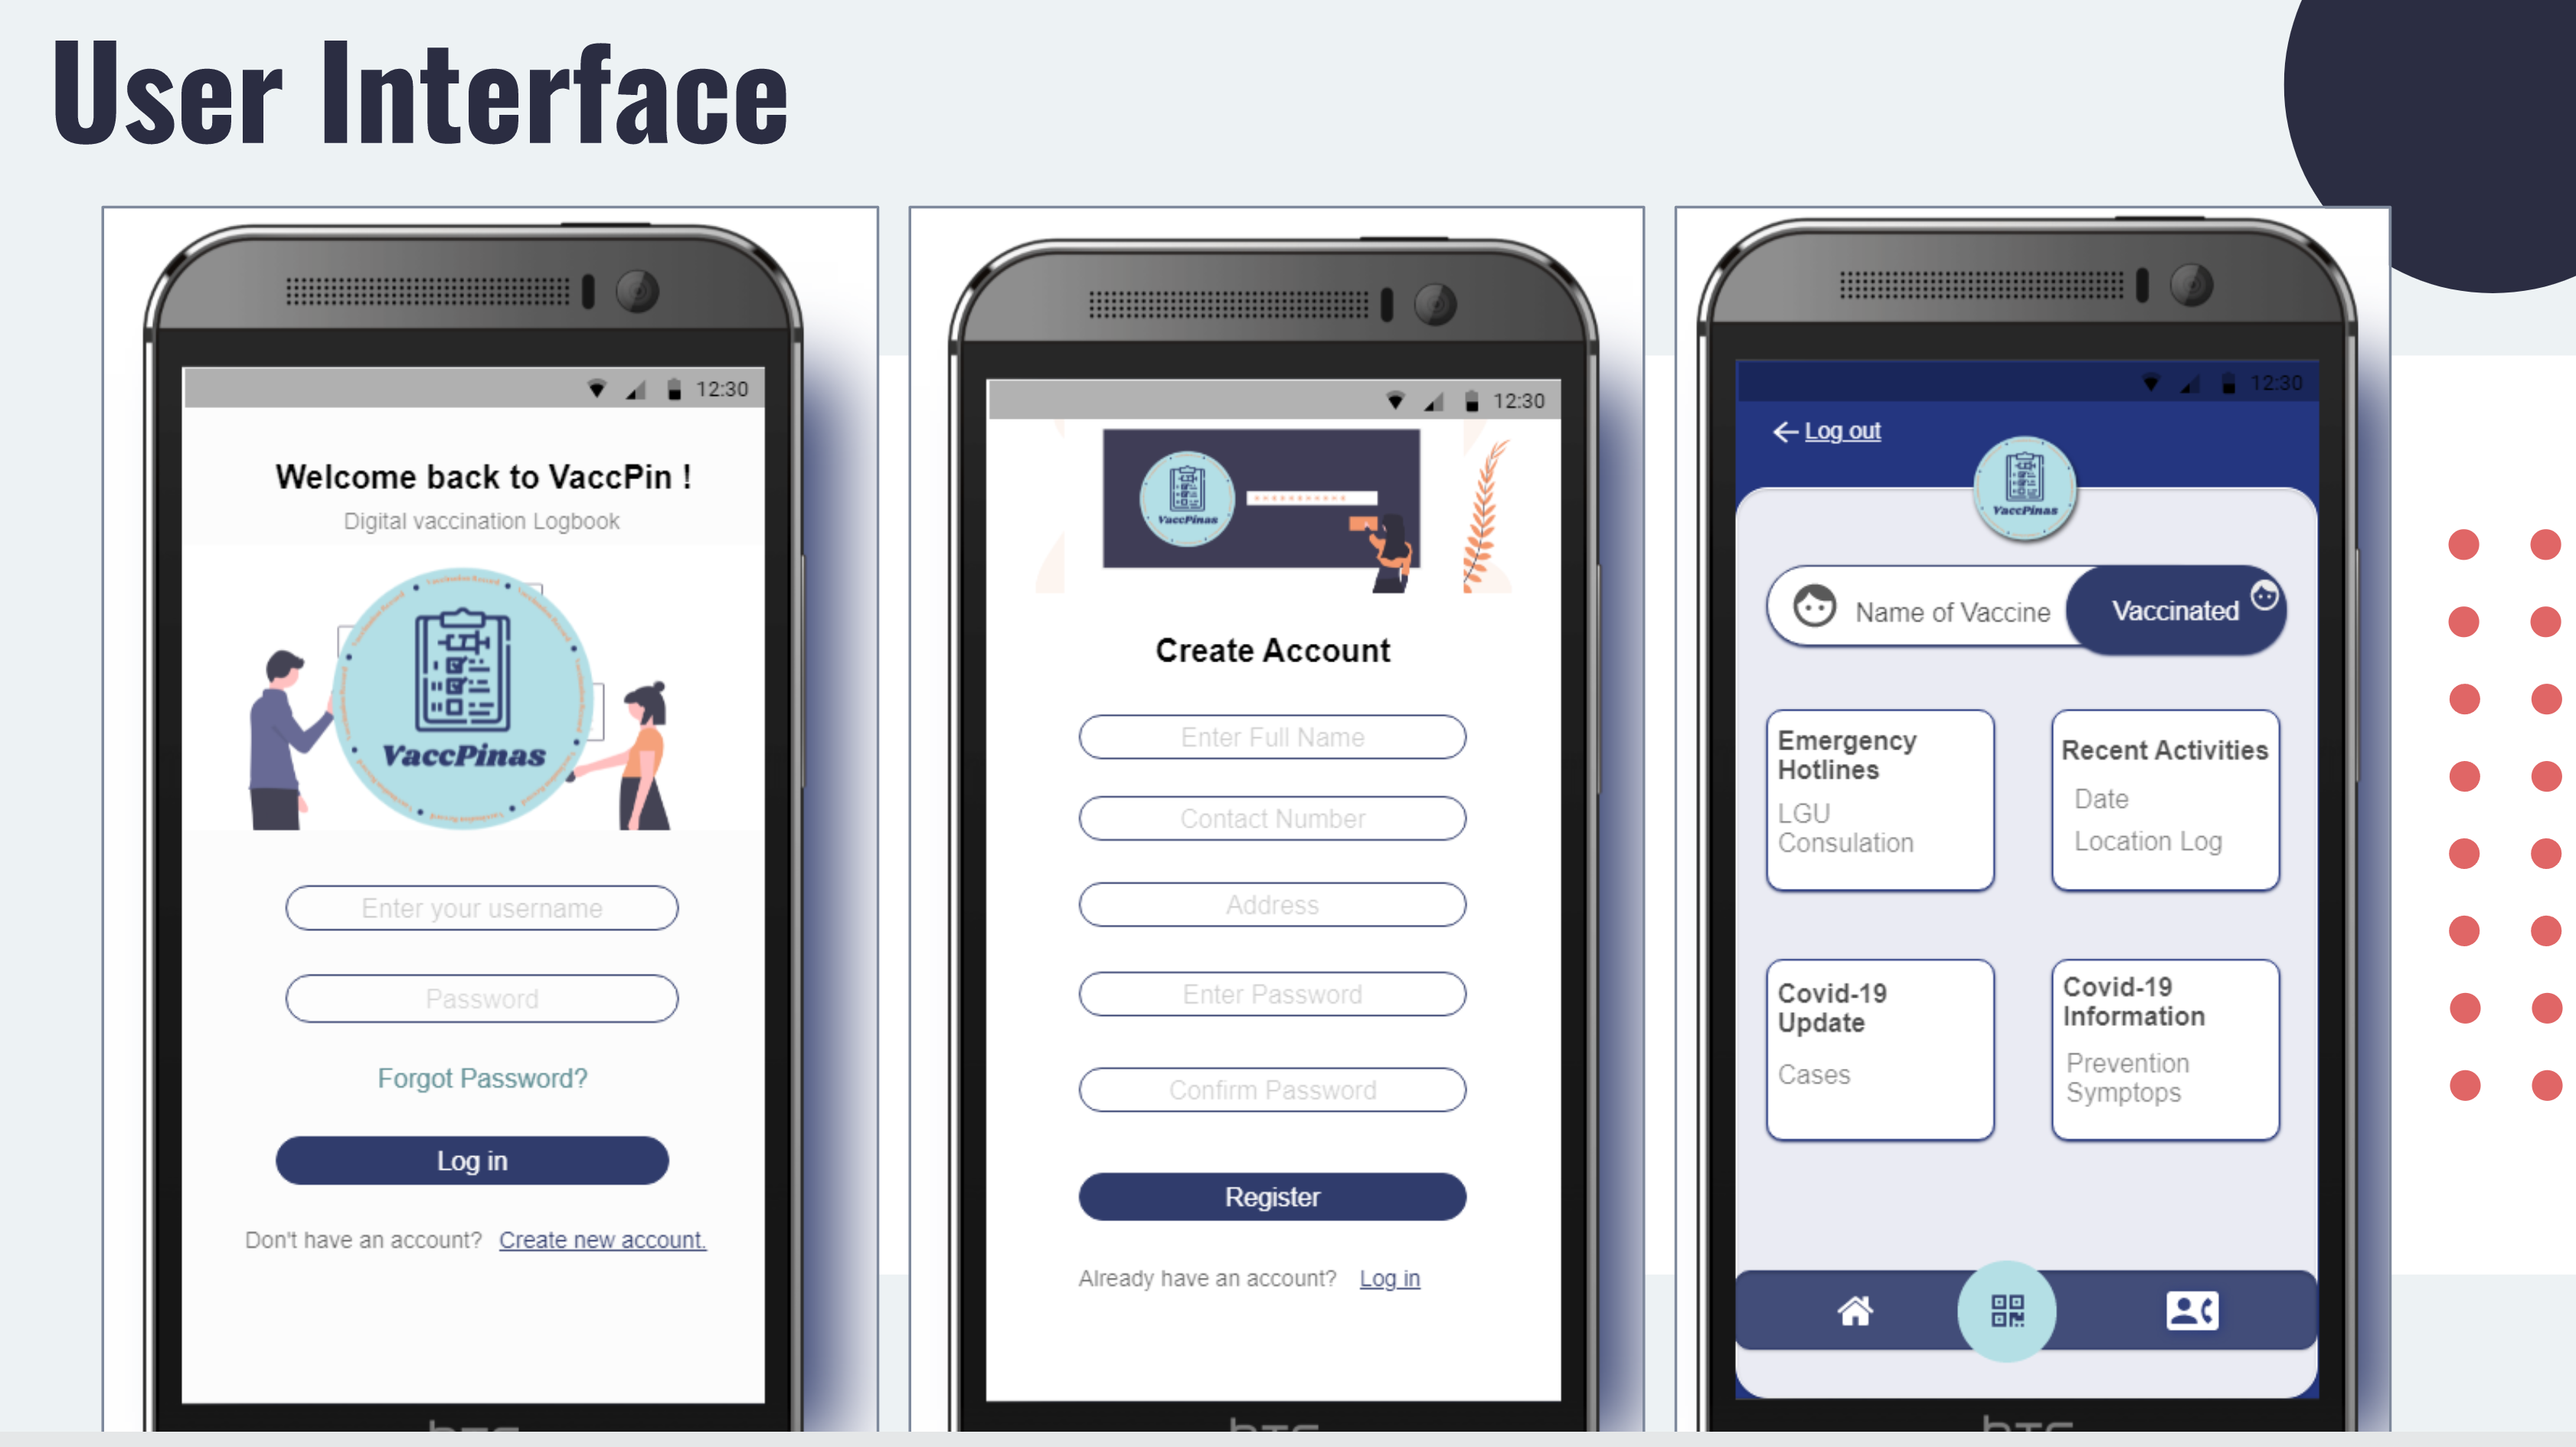 User Interface
12:30
Welcome back to VaccPin !
Digital vaccination Logbook
VaccPinas
Enter your username
Password
Forgot Password?
Log in
Don't have an account? Create new account.
12:30
VaccPinas
Create Account
Enter Full Name
Contact Number
Address
Enter Password
Confirm Password
Register
Already have an account? Log in
12:30
Log out
VaccPinas
Name of Vaccine
Vaccinated
Emergency
Hotlines
LGU
Consulation
Recent Activities
Date
Location Log
Covid-19
Update
Cases
Covid-19
Information
Prevention
Symptops